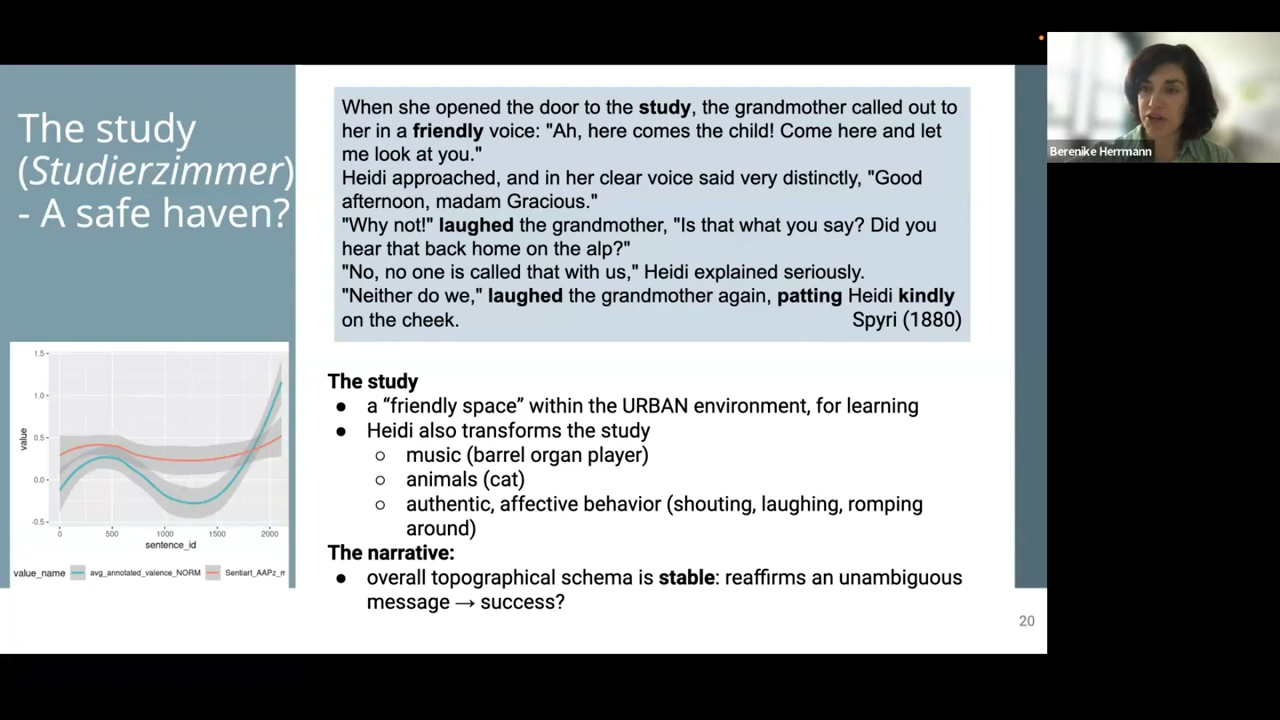 The study
(Studierzimmer)
- A safe haven?
When she opened the door to the study, the grandmother called out to
her in a friendly voice: "Ah, here comes the child! Come here and let
me look at you."
Heidi approached, and in her clear voice said very distinctly, "Good
afternoon, madam Gracious."
"Why not!" laughed the grandmother, "Is that what you say? Did you
hear that back home on the alp?"
"No, no one is called that with us," Heidi explained seriously.
"Neither do we," laughed the grandmother again, patting Heidi kindly
on the cheek. Spyri (1880)
The study
● a “friendly space” within the URBAN environment, for learning
● Heidi also transforms the study
○ music (barrel organ player)
○ animals (cat)
○ authentic, affective behavior (shouting, laughing, romping
around)
The narrative:
● overall topographical schema is stable: reaffirms an unambiguous
message → success?
1.5
1.0
0.5
0.0
-0.5
value
0 500 1000 1500 2000
sentence_id
value_name avg_annotated_valence_NORM Sentiart_AAPz_m
20
Berenike Herrmann